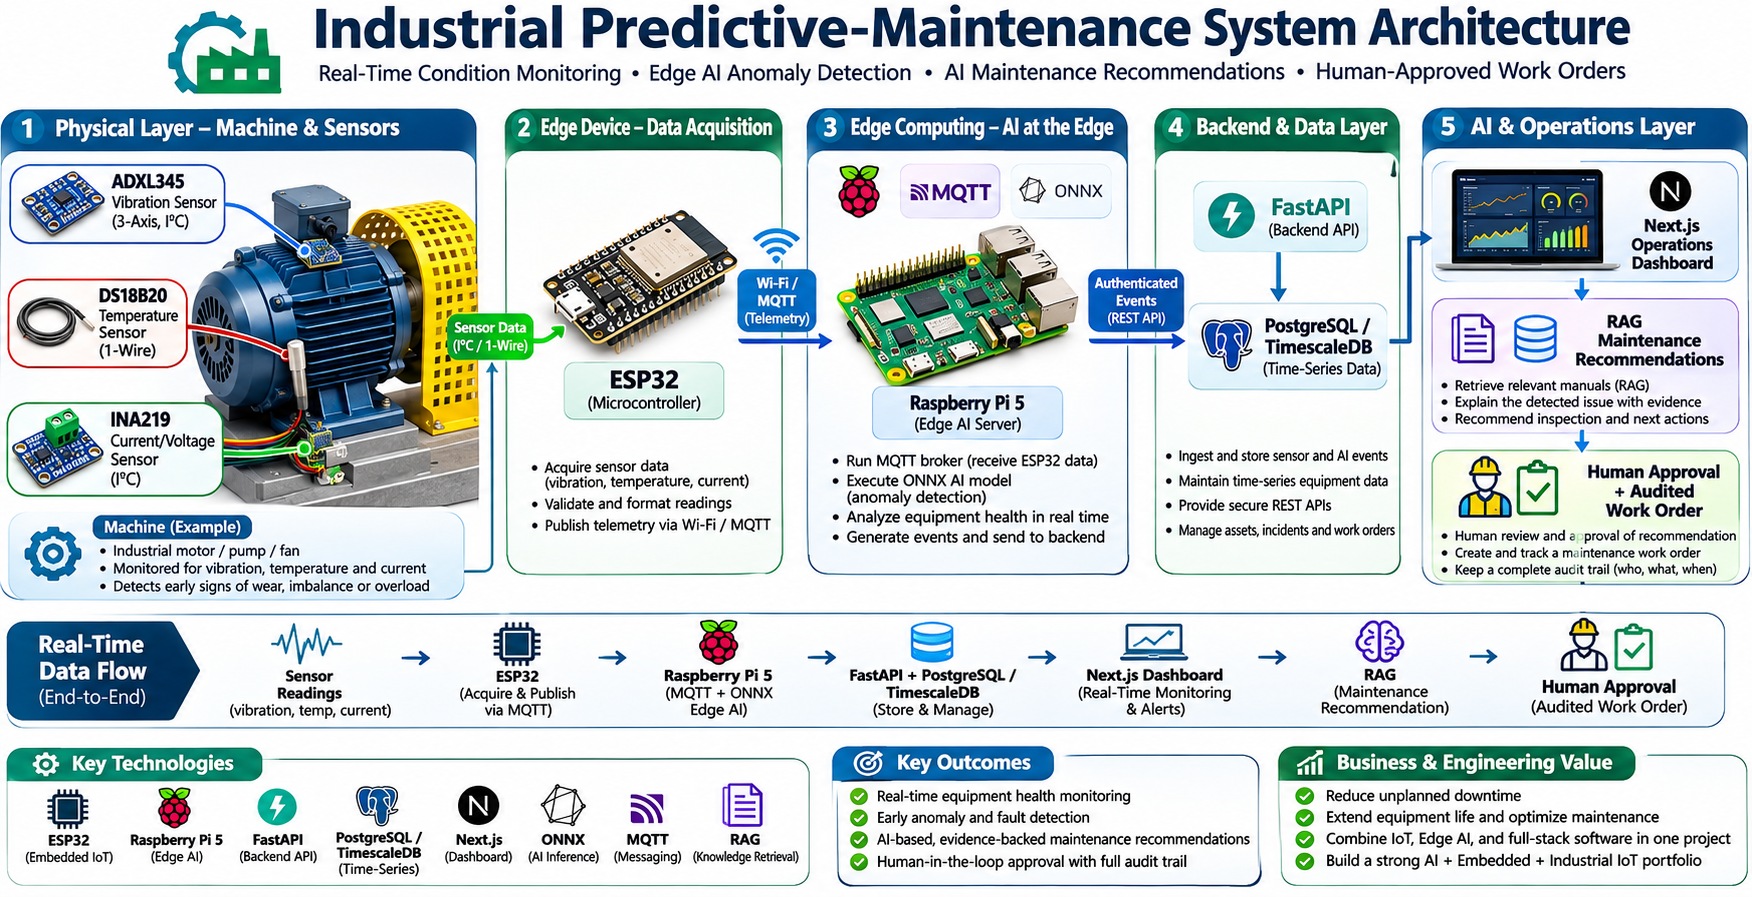 Industrial Predictive-Maintenance System Architecture
Real-Time Condition Monitoring • Edge AI Anomaly Detection • AI Maintenance Recommendations • Human-Approved Work Orders
1 Physical Layer – Machine & Sensors
ADXL345
Vibration Sensor
(3-Axis, I²C)
DS18B20
Temperature
Sensor
(1-Wire)
INA219
Current/Voltage
Sensor
(I²C)
Machine (Example)
• Industrial motor / pump / fan
• Monitored for vibration, temperature and current
• Detects early signs of wear, imbalance or overload
Sensor Data
(I²C / 1-Wire)
2 Edge Device – Data Acquisition
ESP32
(Microcontroller)
• Acquire sensor data
(vibration, temperature, current)
• Validate and format readings
• Publish telemetry via Wi-Fi / MQTT
Wi-Fi /
MQTT
(Telemetry)
3 Edge Computing – AI at the Edge
MQTT
ONNX
Raspberry Pi 5
(Edge AI Server)
• Run MQTT broker (receive ESP32 data)
• Execute ONNX AI model
(anomaly detection)
• Analyze equipment health in real time
• Generate events and send to backend
Authenticated
Events
(REST API)
4 Backend & Data Layer
FastAPI
(Backend API)
PostgreSQL /
TimescaleDB
(Time-Series Data)
• Ingest and store sensor and AI events
• Maintain time-series equipment data
• Provide secure REST APIs
• Manage assets, incidents and work orders
5 AI & Operations Layer
N
Next.js
Operations
Dashboard
RAG
Maintenance
Recommendations
• Retrieve relevant manuals (RAG)
• Explain the detected issue with evidence
• Recommend inspection and next actions
Human Approval
+ Audited
Work Order
• Human review and approval of recommendation
• Create and track a maintenance work order
• Keep a complete audit trail (who, what, when)
Real-Time
Data Flow
(End-to-End)
Sensor
Readings
(vibration, temp, current)
ESP32
(Acquire & Publish
via MQTT)
Raspberry Pi 5
(MQTT + ONNX
Edge AI)
FastAPI + PostgreSQL /
TimescaleDB
(Store & Manage)
Next.js Dashboard
(Real-Time Monitoring
& Alerts)
RAG
(Maintenance
Recommendation)
Human Approval
(Audited Work Order)
Key Technologies
ESP32
(Embedded IoT)
Raspberry Pi 5
(Edge AI)
FastAPI
(Backend API)
PostgreSQL /
TimescaleDB
(Time-Series)
N
Next.js
(Dashboard)
ONNX
(AI Inference)
MQTT
(Messaging)
RAG
(Knowledge Retrieval)
Key Outcomes
Real-time equipment health monitoring
Early anomaly and fault detection
AI-based, evidence-backed maintenance recommendations
Human-in-the-loop approval with full audit trail
Business & Engineering Value
Reduce unplanned downtime
Extend equipment life and optimize maintenance
Combine IoT, Edge AI, and full-stack software in one project
Build a strong AI + Embedded + Industrial IoT portfolio